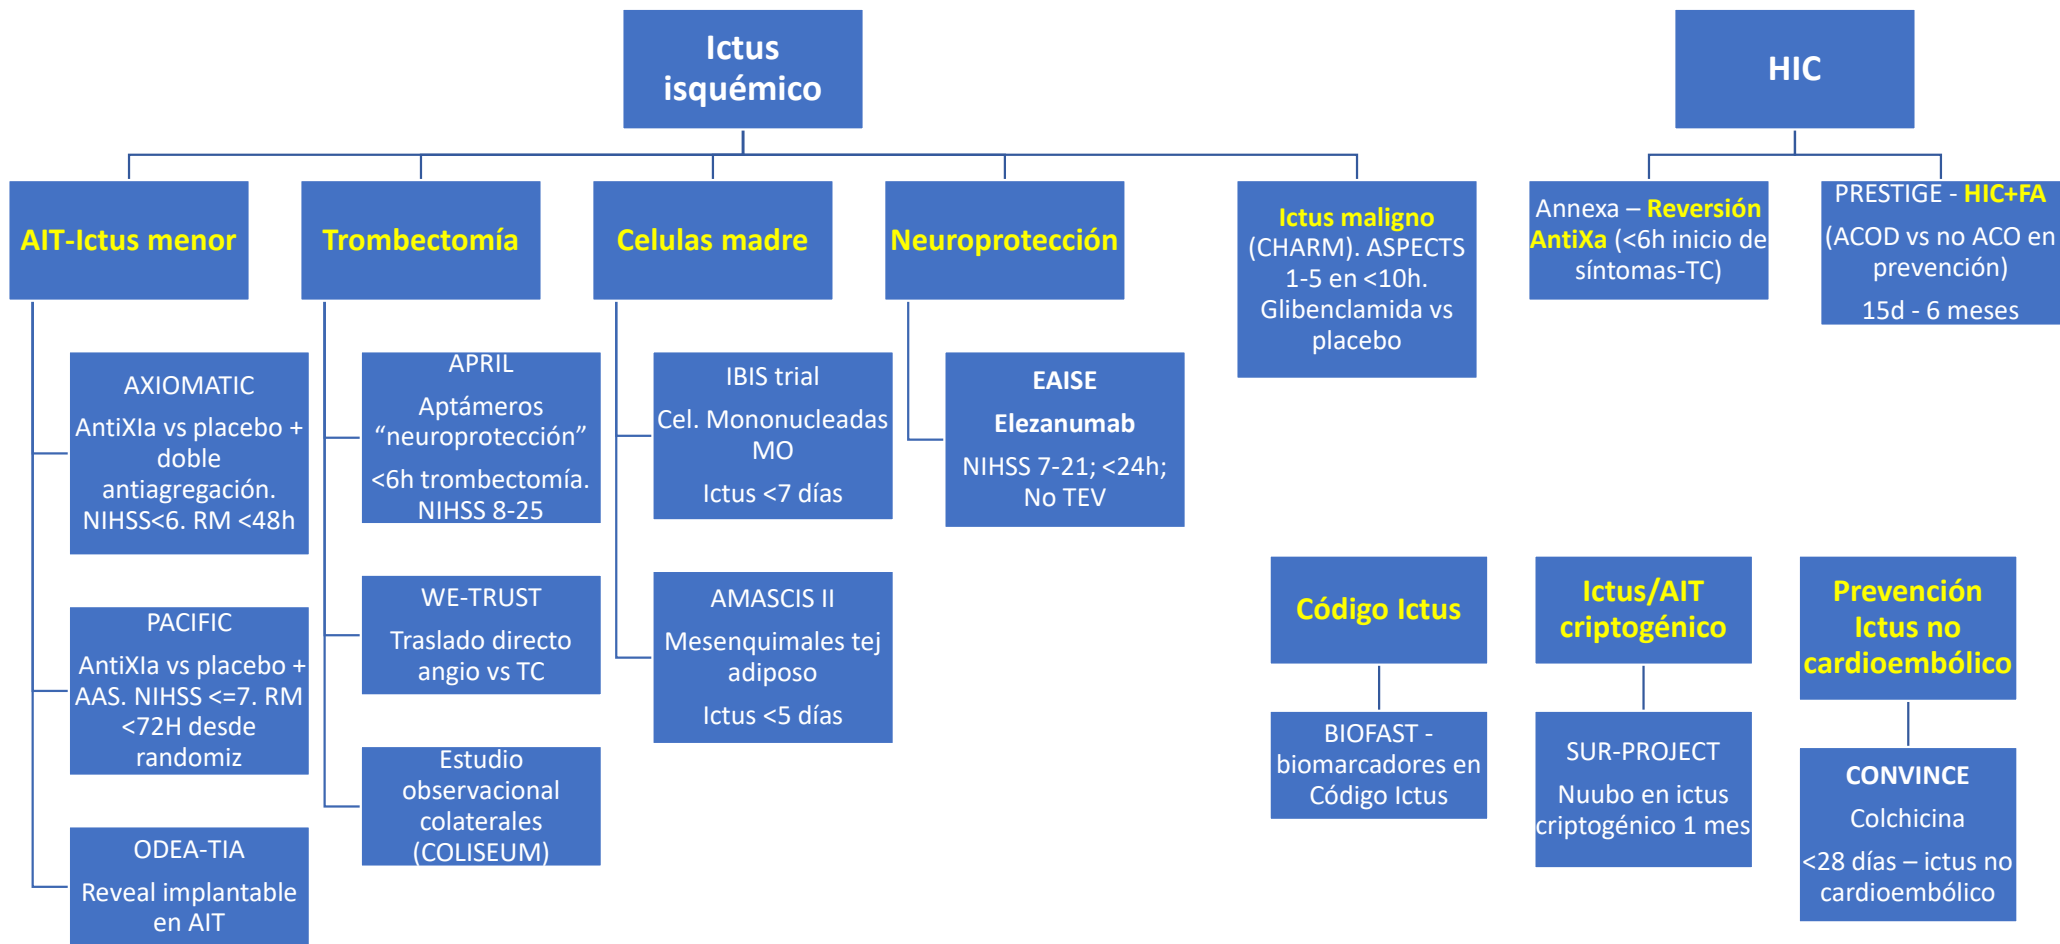 Ictus
isquémico
HIC
AIT-Ictus menor
Trombectomía
Celulas madre
Neuroprotección
Ictus maligno
(CHARM). ASPECTS
1-5 en <10h.
Glibenclamida vs
placebo
Annexa – Reversión
AntiXa (<6h inicio de
síntomas-TC)
PRESTIGE - HIC+FA
(ACOD vs no ACO en
prevención)
15d - 6 meses
AXIOMATIC
AntiXIa vs placebo +
doble
antiagregación.
NIHSS<6. RM <48h
PACIFIC
AntiXIa vs placebo +
AAS. NIHSS <=7. RM
<72H desde
randomiz
ODEA-TIA
Reveal implantable
en AIT
APRIL
Aptámeros
“neuroprotección”
<6h trombectomía.
NIHSS 8-25
WE-TRUST
Traslado directo
angio vs TC
Estudio
observacional
colaterales
(COLISEUM)
IBIS trial
Cel. Mononucleadas
MO
Ictus <7 días
AMASCIS II
Mesenquimales tej
adiposo
Ictus <5 días
EAISE
Elezanumab
NIHSS 7-21; <24h;
No TEV
Código Ictus
BIOFAST -
biomarcadores en
Código Ictus
Ictus/AIT
criptogénico
SUR-PROJECT
Nuubo en ictus
criptogénico 1 mes
Prevención
Ictus no
cardioembólico
CONVINCE
Colchicina
<28 días – ictus no
cardioembólico